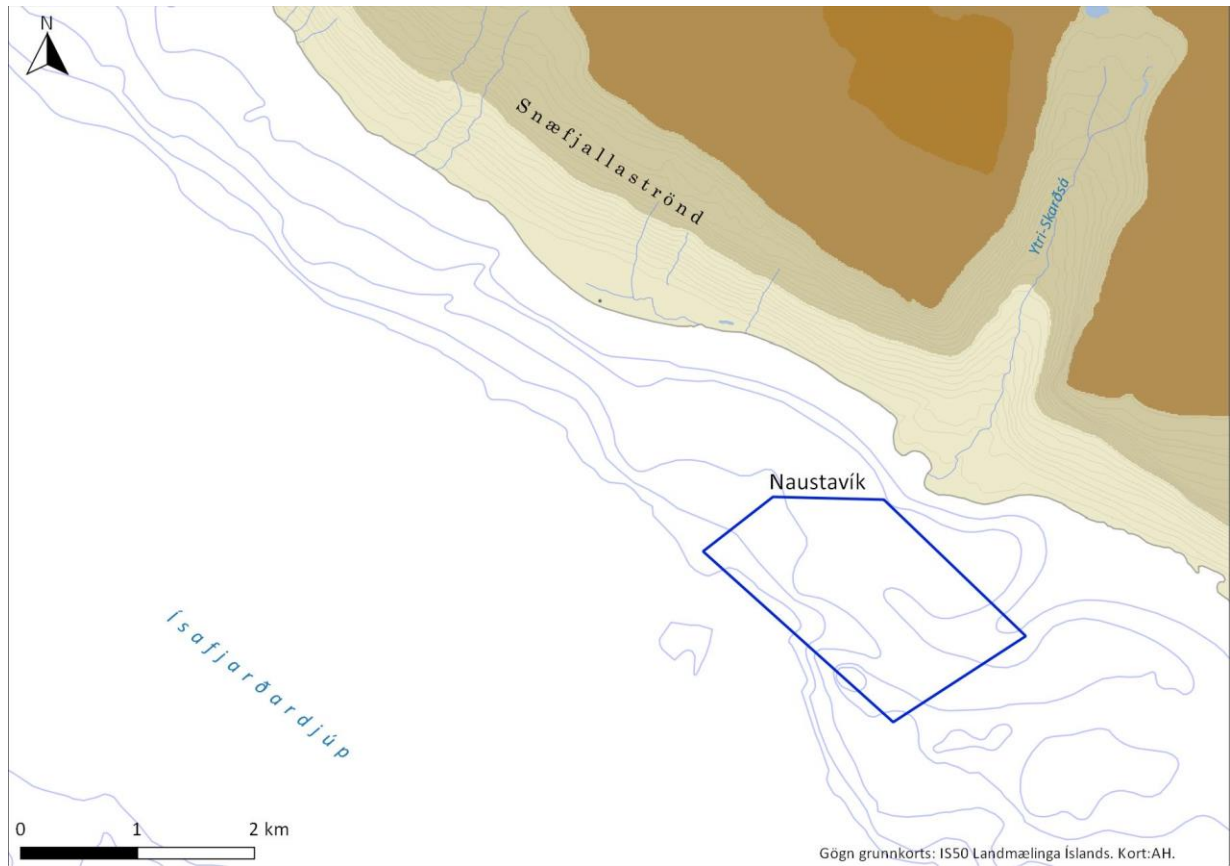 N
Snæfjallaströnd
Ytri-Skarðsá
Naustavík
Ísafjarðardjúp
0 1 2 km
Gögn grunnkorts: IS50 Landmælinga Íslands. Kort:AH.